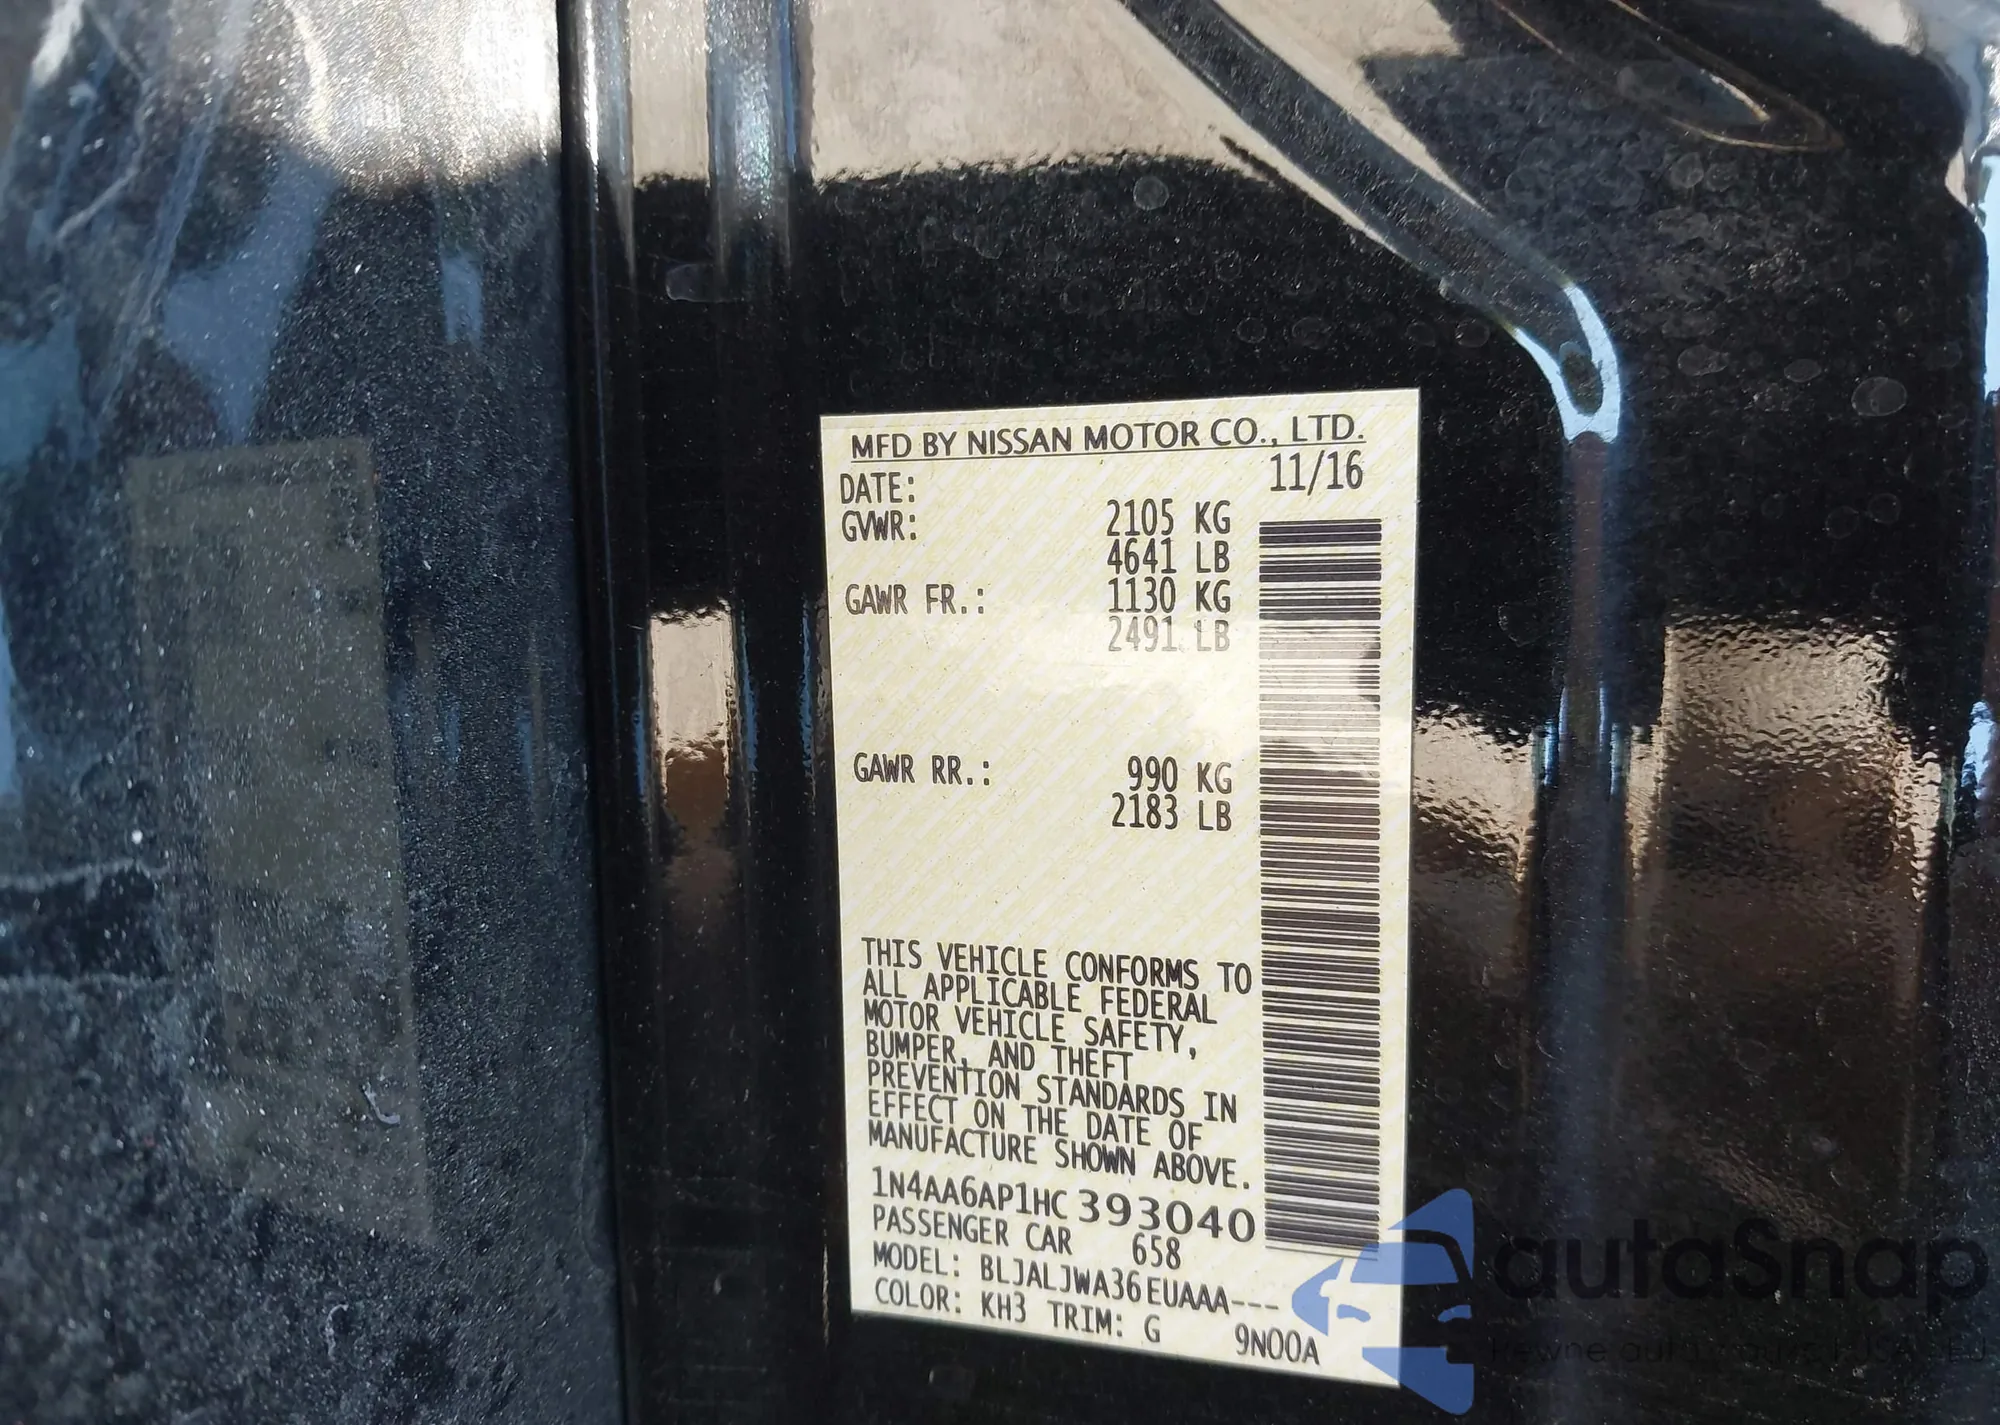 MFD BY NISSAN MOTOR CO., LTD.
DATE: 11/16
GVWR: 2105 KG
4641 LB
GAWR FR.: 1130 KG
2491 LB
GAWR RR.: 990 KG
2183 LB
THIS VEHICLE CONFORMS TO
ALL APPLICABLE FEDERAL
MOTOR VEHICLE SAFETY,
BUMPER, AND THEFT
PREVENTION STANDARDS IN
EFFECT ON THE DATE OF
MANUFACTURE SHOWN ABOVE.
1N4AA6AP1HC393040
PASSENGER CAR 658
MODEL: BLJALJWA36EUAAA---
COLOR: KH3 TRIM: G 9N00A
autaSnap